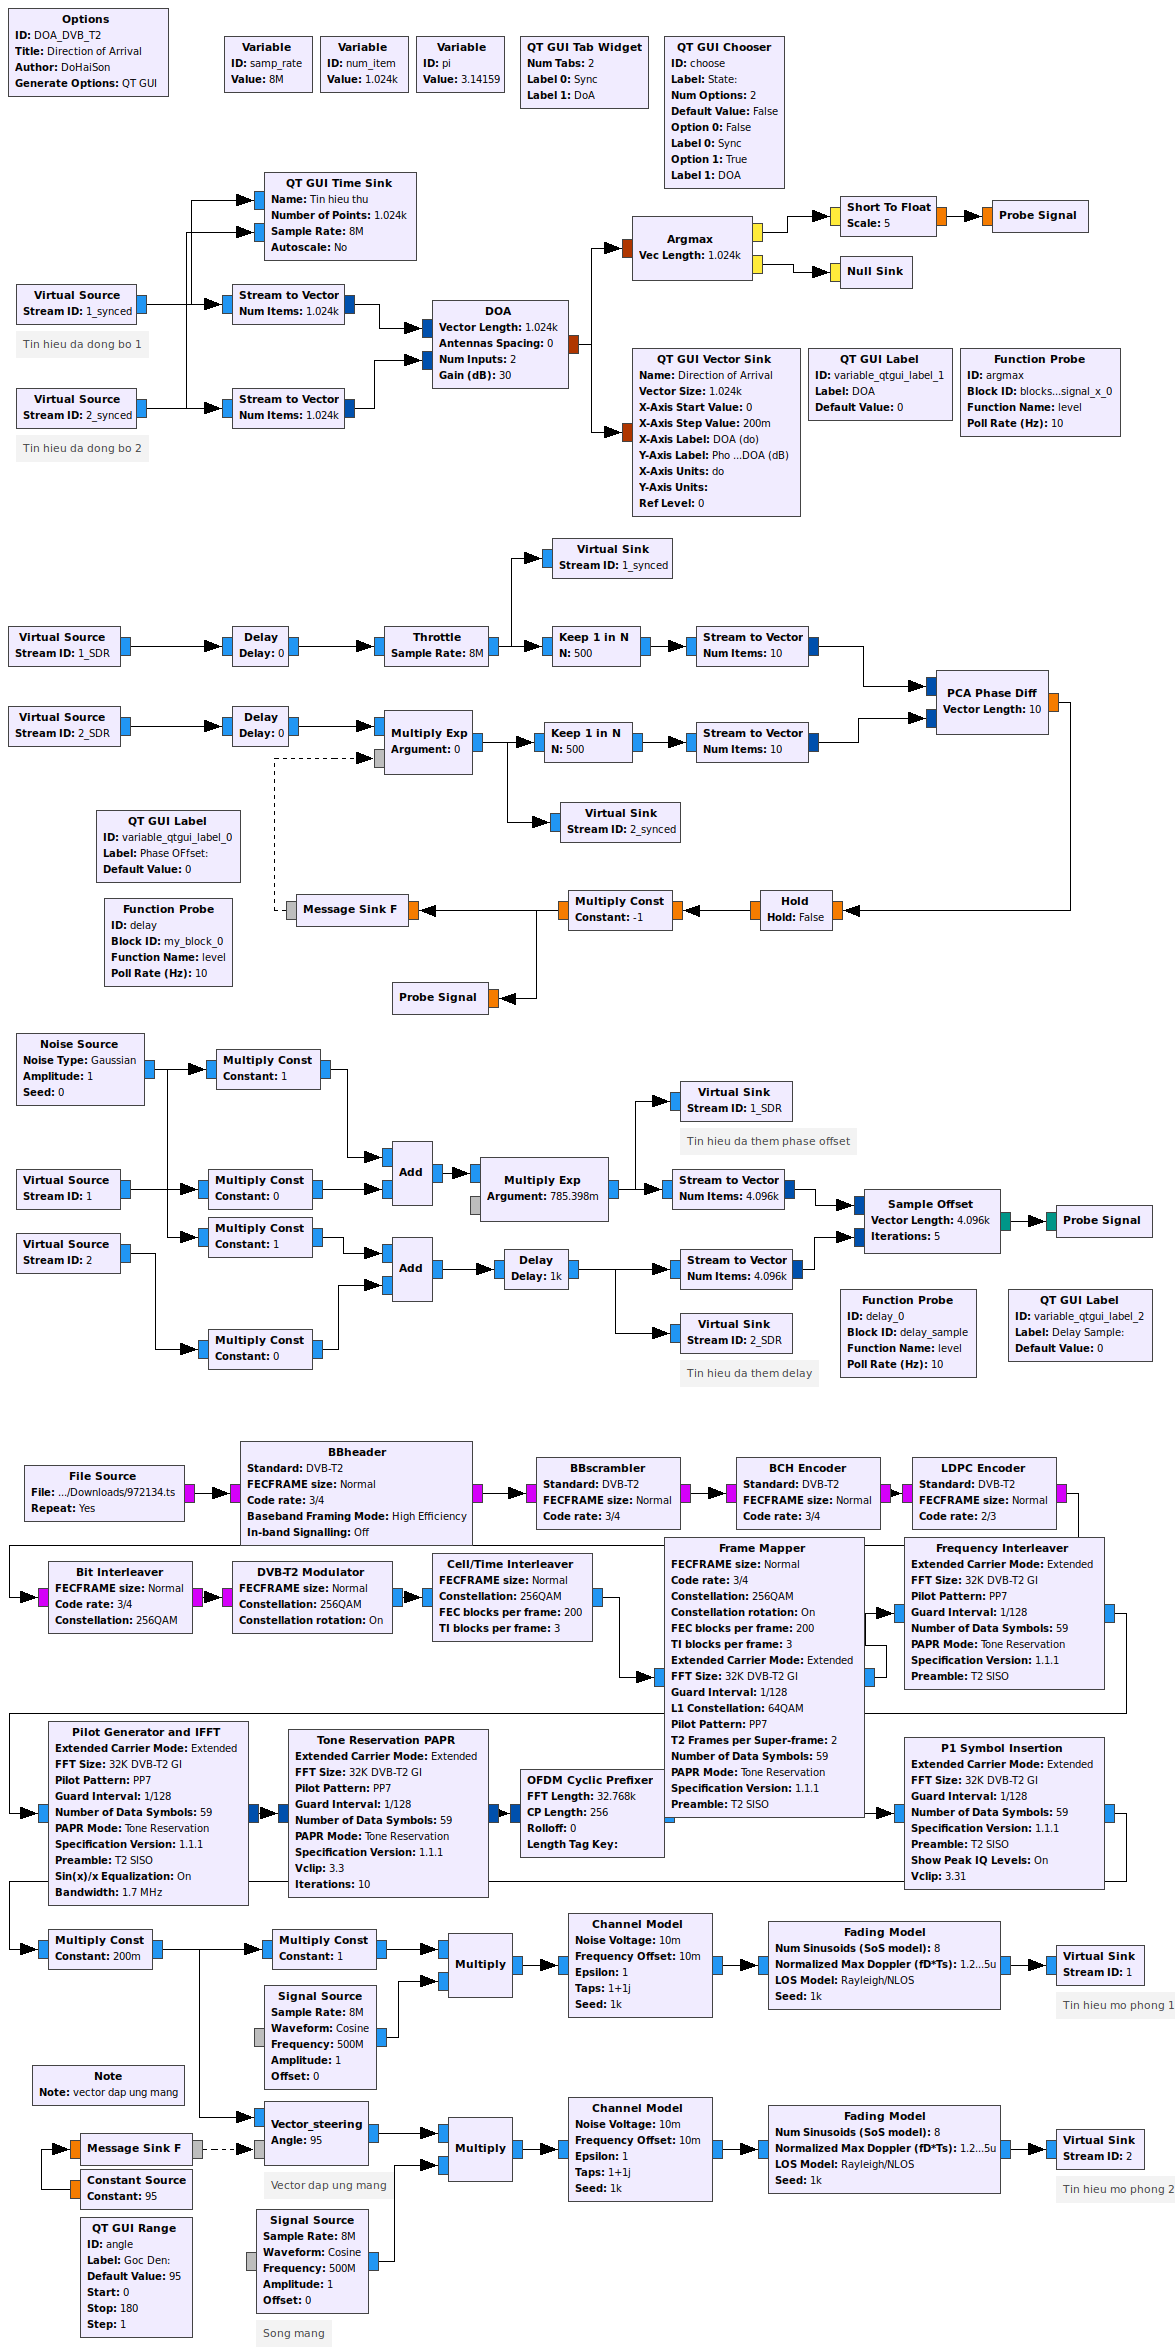 Options
ID: DOA_DVB_T2
Title: Direction of Arrival
Author: DoHaiSon
Generate Options: QT GUI
Variable
ID: samp_rate
Value: 8M
Variable
ID: num_item
Value: 1.024k
Variable
ID: pi
Value: 3.14159
QT GUI Tab Widget
Num Tabs: 2
Label 0: Sync
Label 1: DoA
QT GUI Chooser
ID: choose
Label: State:
Num Options: 2
Default Value: False
Option 0: False
Label 0: Sync
Option 1: True
Label 1: DOA
QT GUI Time Sink
Name: Tin hieu thu
Number of Points: 1.024k
Sample Rate: 8M
Autoscale: No
Argmax
Vec Length: 1.024k
Short To Float
Scale: 5
Probe Signal
Null Sink
Virtual Source
Stream ID: 1_synced
Tin hieu da dong bo 1
Stream to Vector
Num Items: 1.024k
DOA
Vector Length: 1.024k
Antennas Spacing: 0
Num Inputs: 2
Gain (dB): 30
Virtual Source
Stream ID: 2_synced
Tin hieu da dong bo 2
Stream to Vector
Num Items: 1.024k
QT GUI Vector Sink
Name: Direction of Arrival
Vector Size: 1.024k
X-Axis Start Value: 0
X-Axis Step Value: 200m
X-Axis Label: DOA (do)
Y-Axis Label: Pho ...DOA (dB)
X-Axis Units: do
Y-Axis Units:
Ref Level: 0
QT GUI Label
ID: variable_qtgui_label_1
Label: DOA
Default Value: 0
Function Probe
ID: argmax
Block ID: blocks...signal_x_0
Function Name: level
Poll Rate (Hz): 10
Virtual Sink
Stream ID: 1_synced
Virtual Source
Stream ID: 1_SDR
Delay
Delay: 0
Throttle
Sample Rate: 8M
Keep 1 in N
N: 500
Stream to Vector
Num Items: 10
PCA Phase Diff
Vector Length: 10
Virtual Source
Stream ID: 2_SDR
Delay
Delay: 0
Multiply Exp
Argument: 0
Keep 1 in N
N: 500
Stream to Vector
Num Items: 10
Virtual Sink
Stream ID: 2_synced
QT GUI Label
ID: variable_qtgui_label_0
Label: Phase OFfset:
Default Value: 0
Function Probe
ID: delay
Block ID: my_block_0
Function Name: level
Poll Rate (Hz): 10
Message Sink F
Multiply Const
Constant: -1
Hold
Hold: False
Probe Signal
Noise Source
Noise Type: Gaussian
Amplitude: 1
Seed: 0
Multiply Const
Constant: 1
Virtual Source
Stream ID: 1
Multiply Const
Constant: 0
Add
Multiply Exp
Argument: 785.398m
Virtual Sink
Stream ID: 1_SDR
Tin hieu da them phase offset
Stream to Vector
Num Items: 4.096k
Sample Offset
Vector Length: 4.096k
Iterations: 5
Probe Signal
Multiply Const
Constant: 1
Virtual Source
Stream ID: 2
Multiply Const
Constant: 0
Add
Delay
Delay: 1k
Stream to Vector
Num Items: 4.096k
Virtual Sink
Stream ID: 2_SDR
Tin hieu da them delay
Function Probe
ID: delay_0
Block ID: delay_sample
Function Name: level
Poll Rate (Hz): 10
QT GUI Label
ID: variable_qtgui_label_2
Label: Delay Sample:
Default Value: 0
File Source
File: .../Downloads/972134.ts
Repeat: Yes
BBheader
Standard: DVB-T2
FECFRAME size: Normal
Code rate: 3/4
Baseband Framing Mode: High Efficiency
In-band Signalling: Off
BBscrambler
Standard: DVB-T2
FECFRAME size: Normal
Code rate: 3/4
BCH Encoder
Standard: DVB-T2
FECFRAME size: Normal
Code rate: 3/4
LDPC Encoder
Standard: DVB-T2
FECFRAME size: Normal
Code rate: 2/3
Bit Interleaver
FECFRAME size: Normal
Code rate: 3/4
Constellation: 256QAM
DVB-T2 Modulator
FECFRAME size: Normal
Constellation: 256QAM
Constellation rotation: On
Cell/Time Interleaver
FECFRAME size: Normal
Constellation: 256QAM
FEC blocks per frame: 200
TI blocks per frame: 3
Frame Mapper
FECFRAME size: Normal
Code rate: 3/4
Constellation: 256QAM
Constellation rotation: On
FEC blocks per frame: 200
TI blocks per frame: 3
Extended Carrier Mode: Extended
FFT Size: 32K DVB-T2 GI
Guard Interval: 1/128
L1 Constellation: 64QAM
Pilot Pattern: PP7
T2 Frames per Super-frame: 2
Number of Data Symbols: 59
PAPR Mode: Tone Reservation
Specification Version: 1.1.1
Preamble: T2 SISO
Frequency Interleaver
Extended Carrier Mode: Extended
FFT Size: 32K DVB-T2 GI
Pilot Pattern: PP7
Guard Interval: 1/128
Number of Data Symbols: 59
PAPR Mode: Tone Reservation
Specification Version: 1.1.1
Preamble: T2 SISO
Pilot Generator and IFFT
Extended Carrier Mode: Extended
FFT Size: 32K DVB-T2 GI
Pilot Pattern: PP7
Guard Interval: 1/128
Number of Data Symbols: 59
PAPR Mode: Tone Reservation
Specification Version: 1.1.1
Preamble: T2 SISO
Sin(x)/x Equalization: On
Bandwidth: 1.7 MHz
Tone Reservation PAPR
Extended Carrier Mode: Extended
FFT Size: 32K DVB-T2 GI
Pilot Pattern: PP7
Guard Interval: 1/128
Number of Data Symbols: 59
PAPR Mode: Tone Reservation
Specification Version: 1.1.1
Vclip: 3.3
Iterations: 10
OFDM Cyclic Prefixer
FFT Length: 32.768k
CP Length: 256
Rolloff: 0
Length Tag Key:
P1 Symbol Insertion
Extended Carrier Mode: Extended
FFT Size: 32K DVB-T2 GI
Guard Interval: 1/128
Number of Data Symbols: 59
Specification Version: 1.1.1
Preamble: T2 SISO
Show Peak IQ Levels: On
Vclip: 3.31
Multiply Const
Constant: 200m
Multiply Const
Constant: 1
Signal Source
Sample Rate: 8M
Waveform: Cosine
Frequency: 500M
Amplitude: 1
Offset: 0
Multiply
Channel Model
Noise Voltage: 10m
Frequency Offset: 10m
Epsilon: 1
Taps: 1+1j
Seed: 1k
Fading Model
Num Sinusoids (SoS model): 8
Normalized Max Doppler (fD*Ts): 1.2...5u
LOS Model: Rayleigh/NLOS
Seed: 1k
Virtual Sink
Stream ID: 1
Tin hieu mo phong 1
Note
Note: vector dap ung mang
Message Sink F
Constant Source
Constant: 95
Vector_steering
Angle: 95
Vector dap ung mang
Multiply
Channel Model
Noise Voltage: 10m
Frequency Offset: 10m
Epsilon: 1
Taps: 1+1j
Seed: 1k
Fading Model
Num Sinusoids (SoS model): 8
Normalized Max Doppler (fD*Ts): 1.2...5u
LOS Model: Rayleigh/NLOS
Seed: 1k
Virtual Sink
Stream ID: 2
Tin hieu mo phong 2
QT GUI Range
ID: angle
Label: Goc Den:
Default Value: 95
Start: 0
Stop: 180
Step: 1
Signal Source
Sample Rate: 8M
Waveform: Cosine
Frequency: 500M
Amplitude: 1
Offset: 0
Song mang